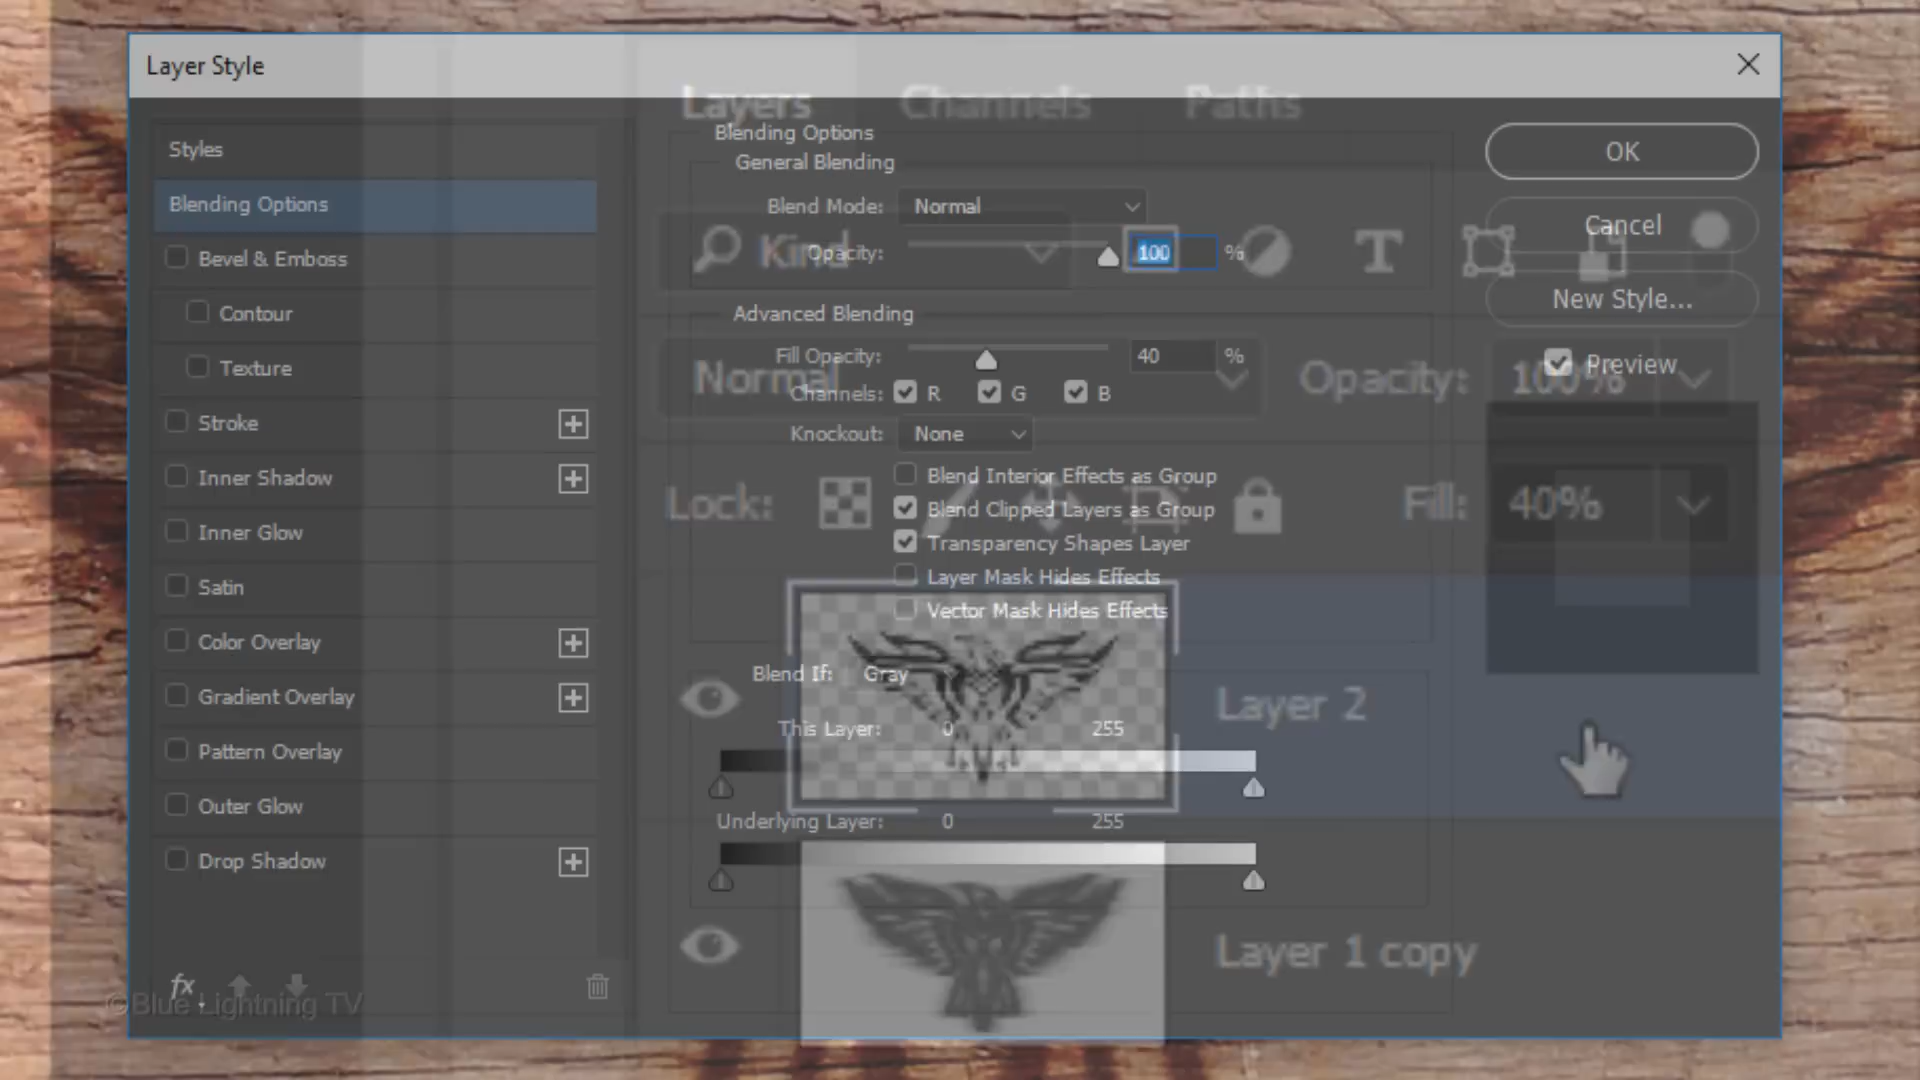 Layer Style
Layers Channels Paths
Styles
Blending Options
Bevel & Emboss
Contour
Texture
Stroke
Inner Shadow
Inner Glow
Satin
Color Overlay
Gradient Overlay
Pattern Overlay
Outer Glow
Drop Shadow
fx
Blending Options
General Blending
Blend Mode: Normal
Opacity: 100 %
Kind
Advanced Blending
Fill Opacity: 40 %
Normal
Opacity: 100%
Channels: R G B
Knockout: None
Blend Interior Effects as Group
Blend Clipped Layers as Group
Lock:
Fill: 40%
Transparency Shapes Layer
Layer Mask Hides Effects
Vector Mask Hides Effects
Blend If: Gray
Layer 2
This Layer: 0 255
Underlying Layer: 0 255
Layer 1 copy
OK
Cancel
New Style...
Preview
©Blue Lightning TV